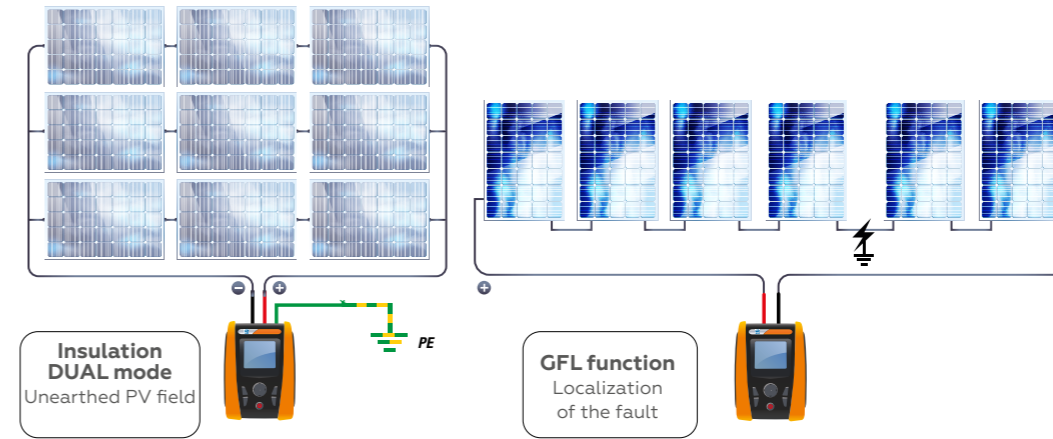 − +
PE
Insulation
DUAL mode
Unearthed PV field
+
GFL function
Localization
of the fault